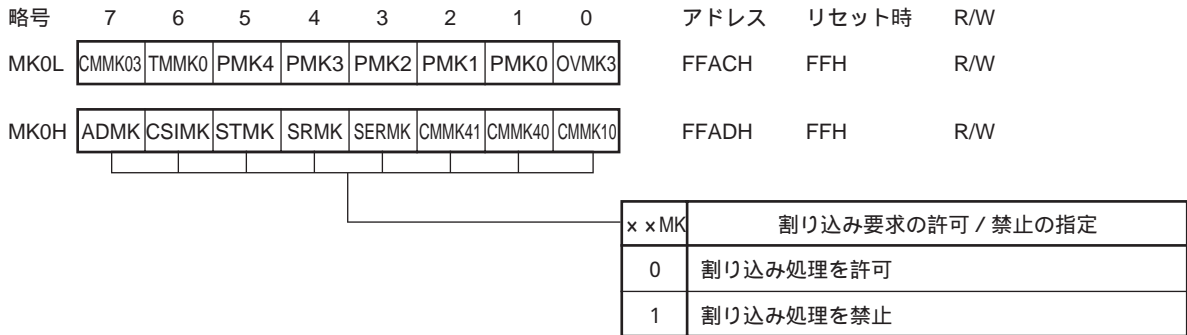 略号 7 6 5 4 3 2 1 0 アドレス リセット時 R/W
MK0L CMMK03 TMMK0 PMK4 PMK3 PMK2 PMK1 PMK0 OVMK3 FFACH FFH R/W
MK0H ADMK CSIMK STMK SRMK SERMK CMMK41 CMMK40 CMMK10 FFADH FFH R/W
××MK 割り込み要求の許可/禁止の指定
0 割り込み処理を許可
1 割り込み処理を禁止